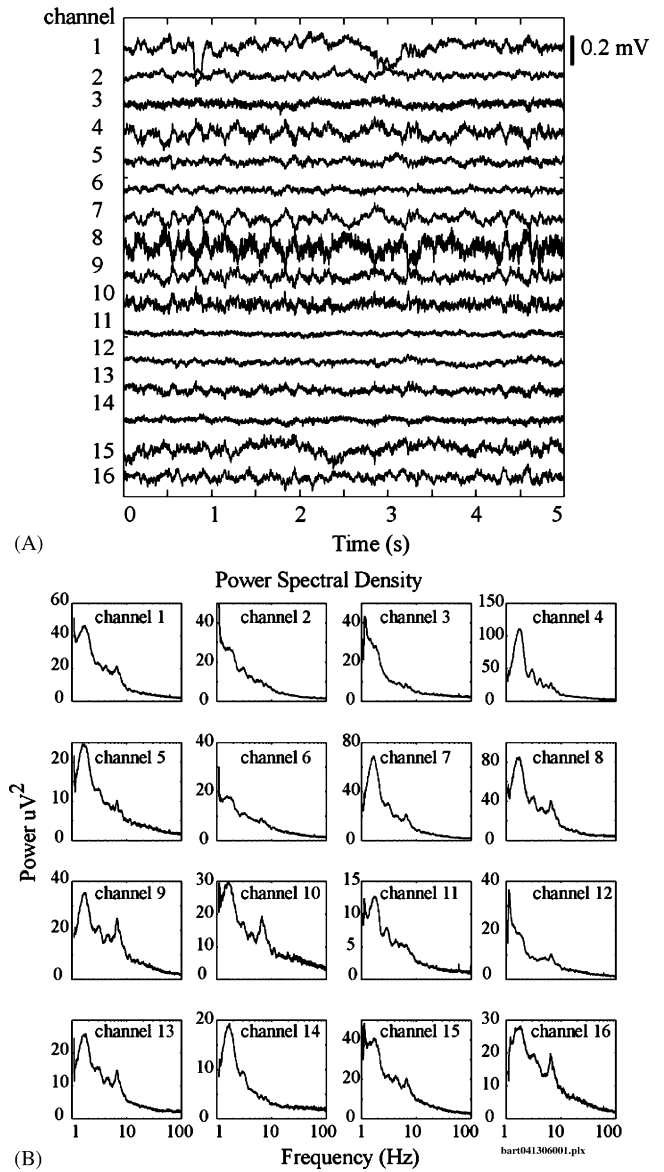 channel
1
0.2 mV
2
3
4
5
6
7
8
9
10
11
12
13
14
15
16
0 1 2 3 4 5
(A)
Time (s)
Power Spectral Density
60 40 20 0 channel 1
40 20 0 channel 2
60 40 20 0 channel 3
150 100 50 0 channel 4
20 10 0 channel 5
40 20 0 channel 6
80 40 0 channel 7
80 40 0 channel 8
Power uV2
40 20 0 channel 9
30 20 10 0 channel 10
15 10 5 0 channel 11
40 20 0 channel 12
20 0 channel 13
20 10 0 channel 14
40 20 0 channel 15
30 20 10 0 channel 16
1 10 100 1 10 100 1 10 100 1 10 100
(B)
Frequency (Hz)
bart041306001.plx